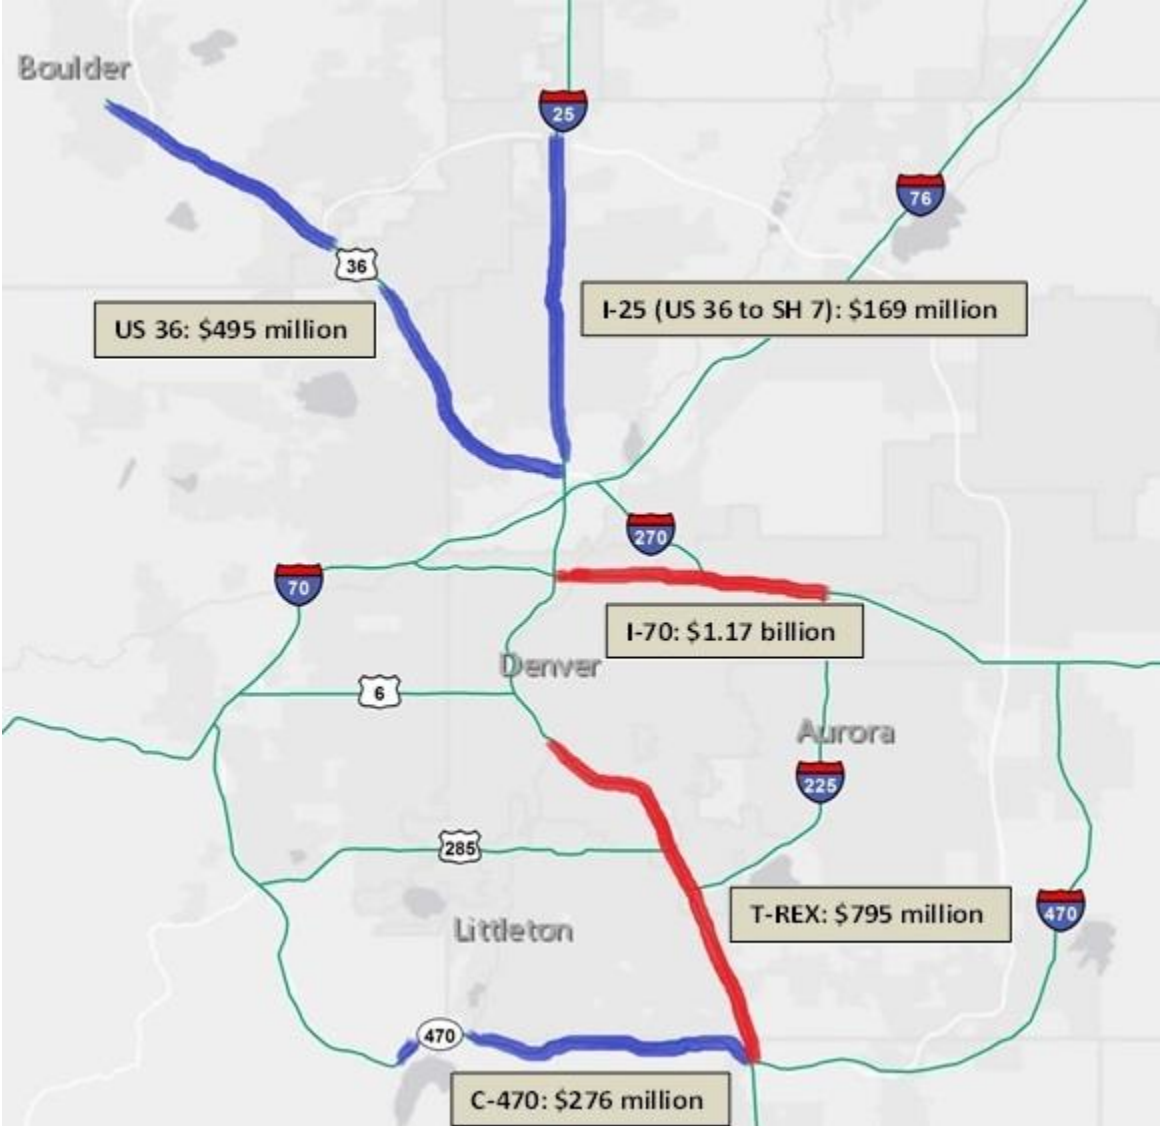 Boulder
25
76
36
I-25 (US 36 to SH 7): $169 million
US 36: $495 million
270
70
I-70: $1.17 billion
Denver
6
Aurora
225
285
T-REX: $795 million
470
Littleton
470
C-470: $276 million